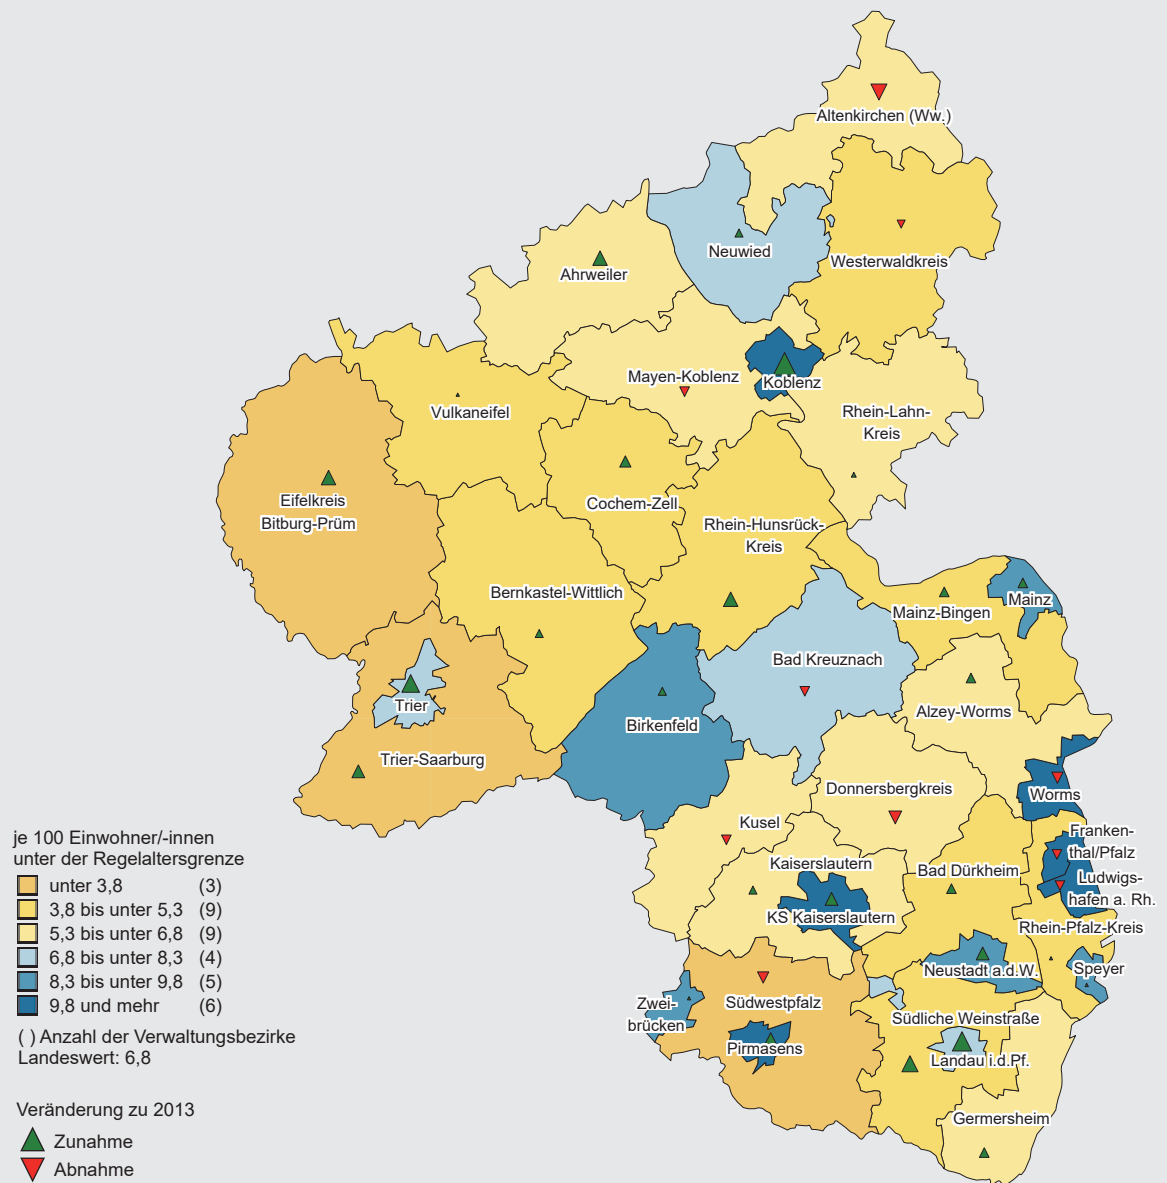 Altenkirchen (Ww.)
Neuwied
Westerwaldkreis
Ahrweiler
Mayen-Koblenz
Koblenz
Vulkaneifel
Rhein-Lahn-
Kreis
Eifelkreis
Bitburg-Prüm
Cochem-Zell
Rhein-Hunsrück-
Kreis
Bernkastel-Wittlich
Mainz-Bingen
Mainz
Bad Kreuznach
Trier
Birkenfeld
Alzey-Worms
Trier-Saarburg
Donnersbergkreis
Worms
Kusel
Franken-
thal/Pfalz
Kaiserslautern
Bad Dürkheim
Ludwigs-
hafen a. Rh.
KS Kaiserslautern
Rhein-Pfalz-Kreis
Neustadt a.d.W.
Speyer
Zwei-
brücken
Südwestpfalz
Südliche Weinstraße
Pirmasens
Landau i.d.Pf.
Germersheim
je 100 Einwohner/-innen
unter der Regelaltersgrenze
unter 3,8 (3)
3,8 bis unter 5,3 (9)
5,3 bis unter 6,8 (9)
6,8 bis unter 8,3 (4)
8,3 bis unter 9,8 (5)
9,8 und mehr (6)
( ) Anzahl der Verwaltungsbezirke
Landeswert: 6,8
Veränderung zu 2013
Zunahme
Abnahme